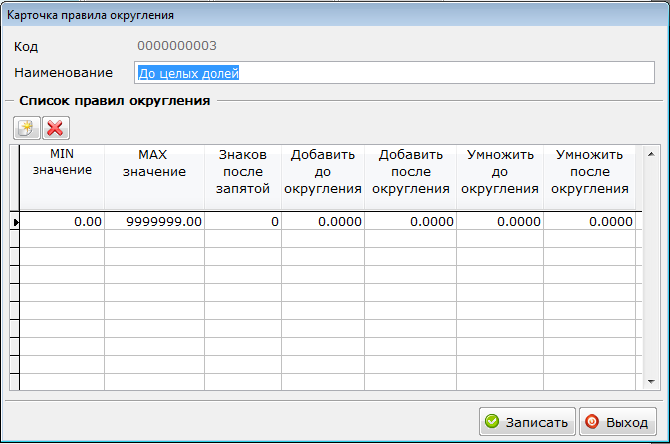 Карточка правила округления
Код 0000000003
Наименование До целых долей
Список правил округления
MIN значение MAX значение Знаков после запятой Добавить до округления Добавить после округления Умножить до округления Умножить после округления
0.00 9999999.00 0 0.0000 0.0000 0.0000 0.0000
Записать Выход